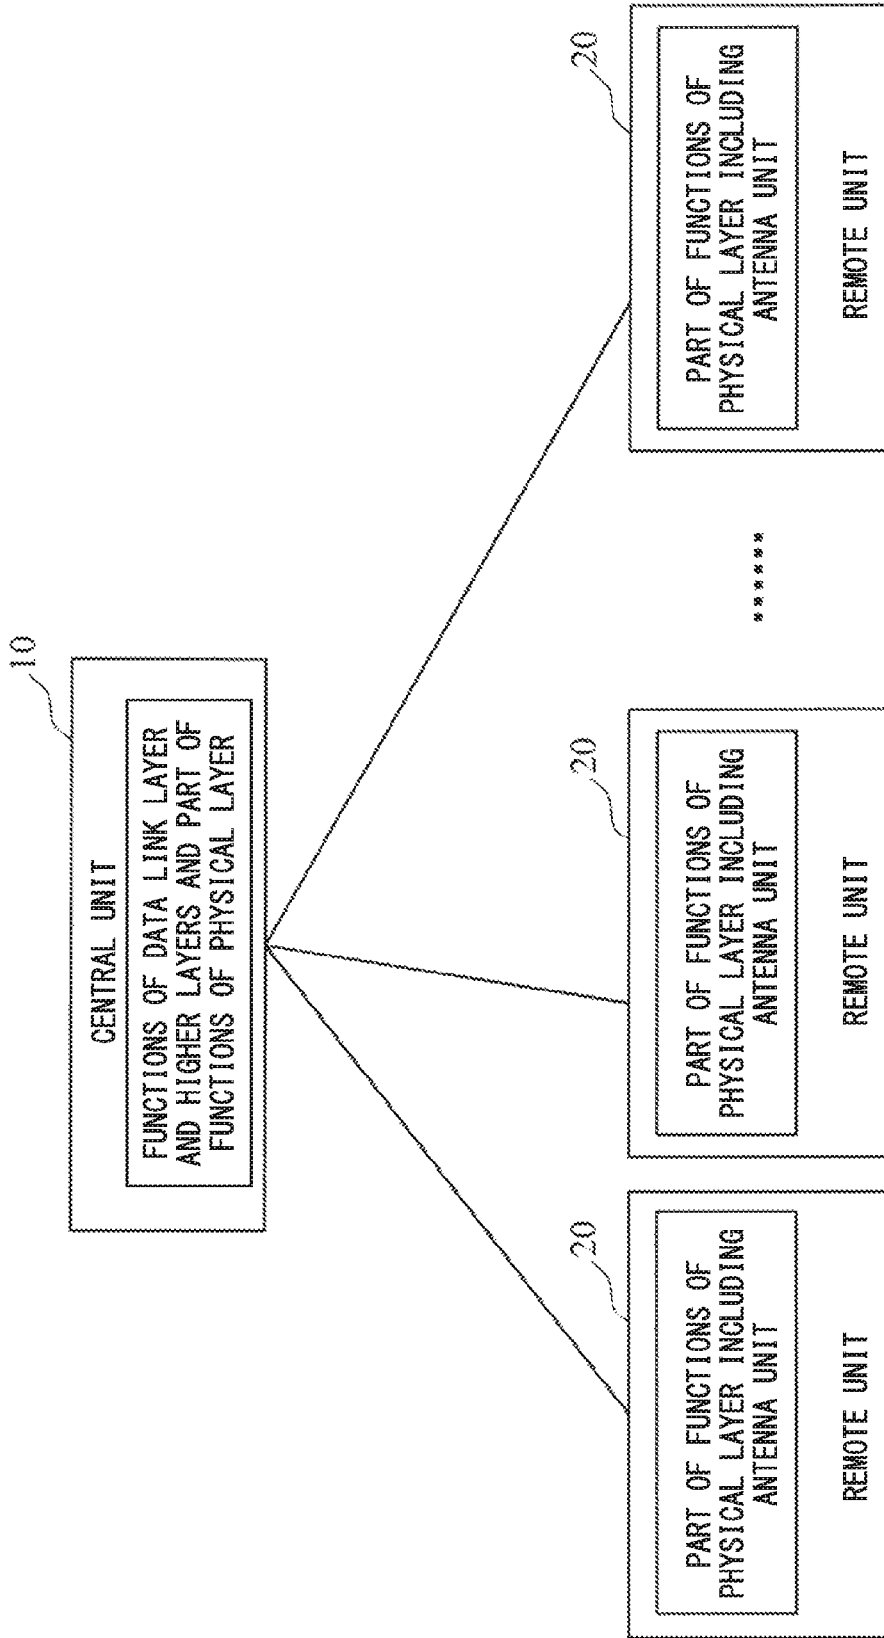 10
CENTRAL UNIT
FUNCTIONS OF DATA LINK LAYER
AND HIGHER LAYERS AND PART OF
FUNCTIONS OF PHYSICAL LAYER
20
PART OF FUNCTIONS OF
PHYSICAL LAYER INCLUDING
ANTENNA UNIT
REMOTE UNIT
20
PART OF FUNCTIONS OF
PHYSICAL LAYER INCLUDING
ANTENNA UNIT
REMOTE UNIT
*******
20
PART OF FUNCTIONS OF
PHYSICAL LAYER INCLUDING
ANTENNA UNIT
REMOTE UNIT